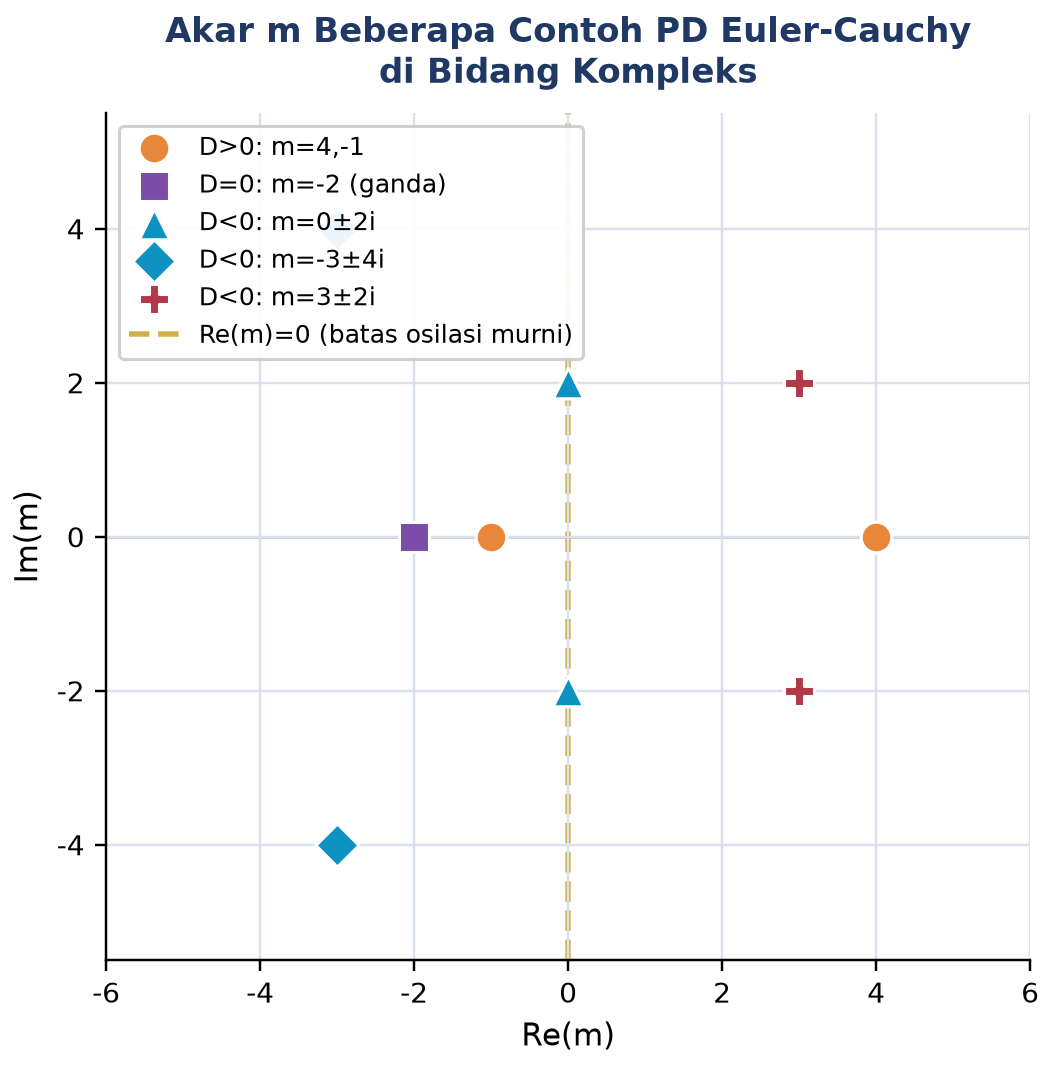 Akar m Beberapa Contoh PD Euler-Cauchy
di Bidang Kompleks
D>0: m=4,-1
D=0: m=-2 (ganda)
D<0: m=0±2i
D<0: m=-3±4i
D<0: m=3±2i
Re(m)=0 (batas osilasi murni)
4
2
0
-2
-4
Im(m)
-6
-4
-2
0
2
4
6
Re(m)